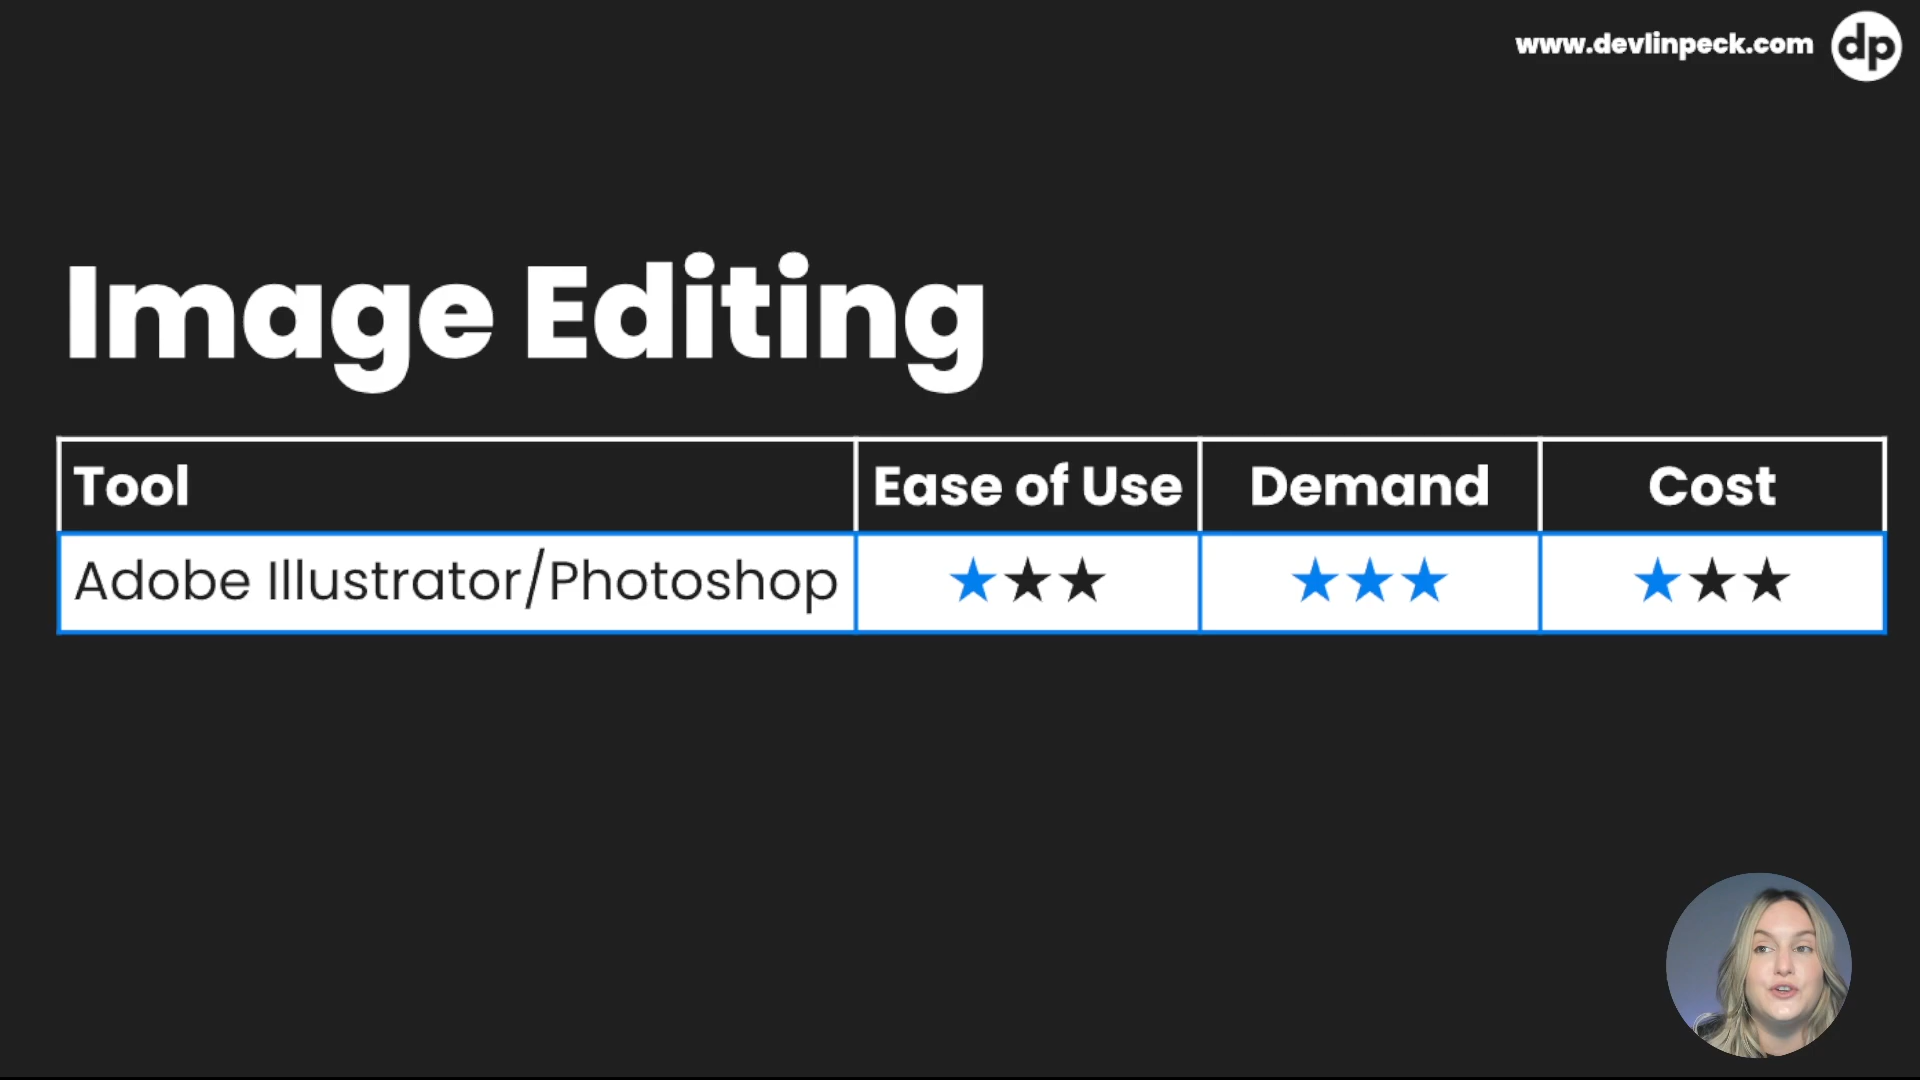 www.devlinpeck.com dp
Image Editing
Tool Ease of Use Demand Cost
Adobe Illustrator/Photoshop ★★★ ★★★ ★★★